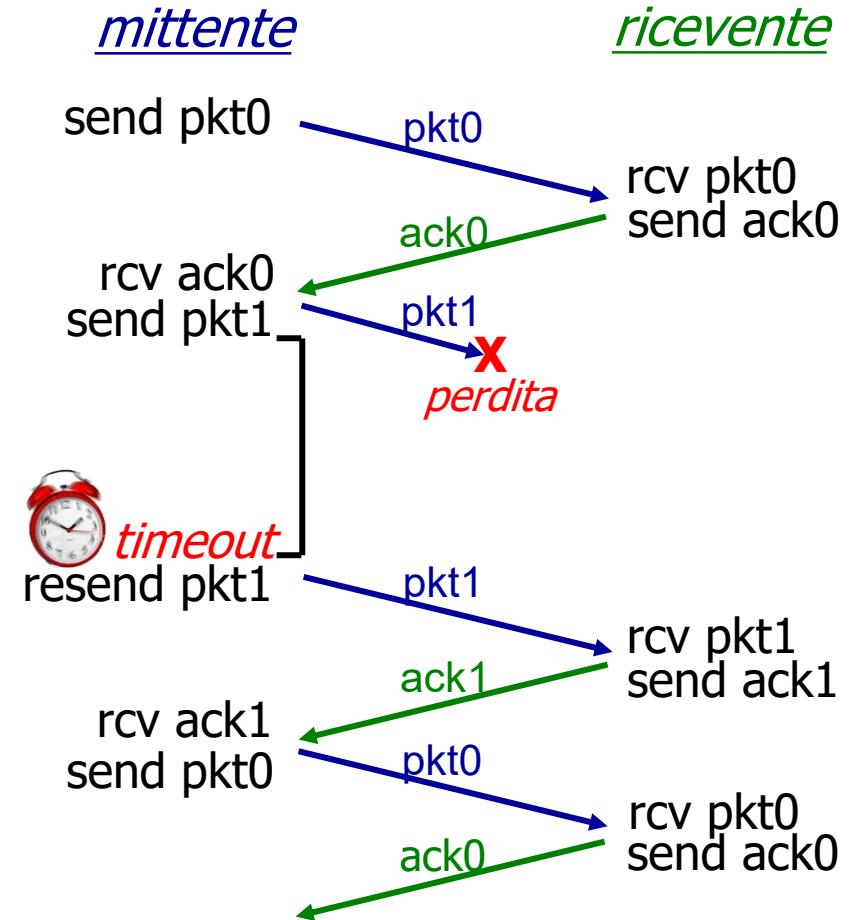 mittente
ricevente
send pkt0
pkt0
rcv pkt0
send ack0
ack0
rcv ack0
send pkt1
pkt1
X
perdita
timeout
resend pkt1
pkt1
rcv pkt1
send ack1
ack1
rcv ack1
send pkt0
pkt0
rcv pkt0
send ack0
ack0